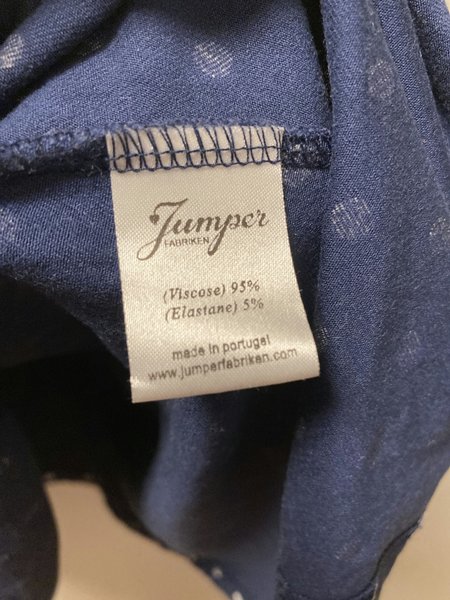 Jumper
FABRIKEN
(Viscose) 95%
(Elastane) 5%
made in portugal
www.jumperfabriken.com